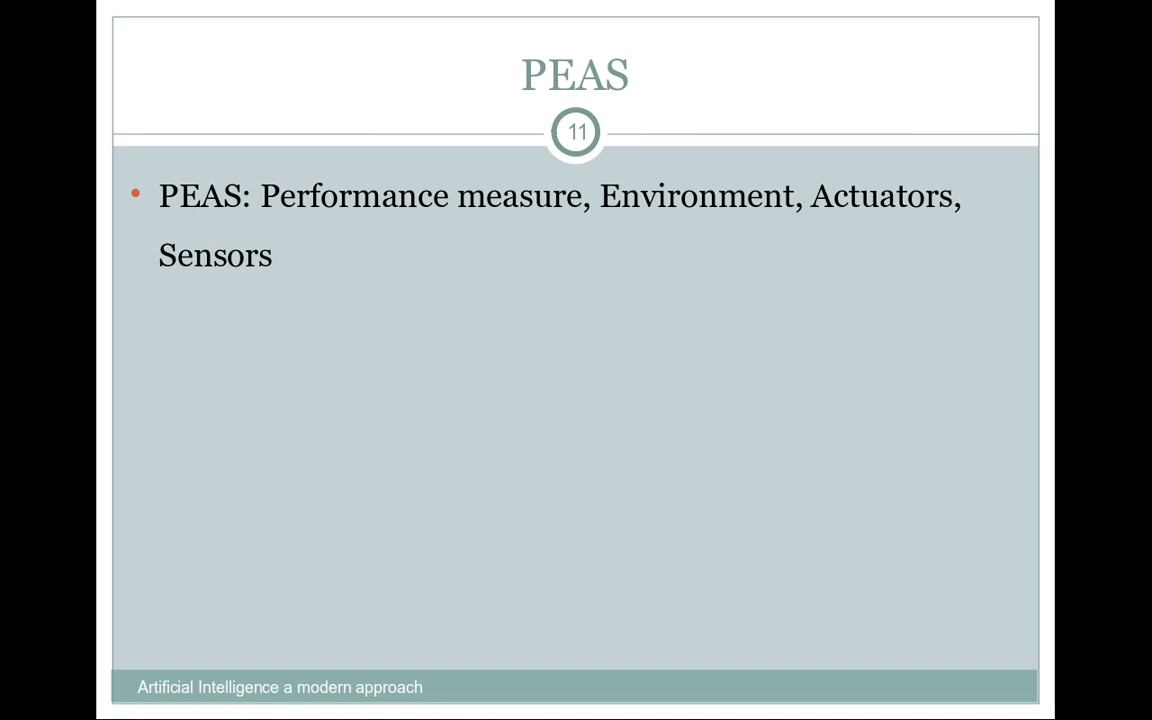 PEAS
11
• PEAS: Performance measure, Environment, Actuators,
Sensors
Artificial Intelligence a modern approach